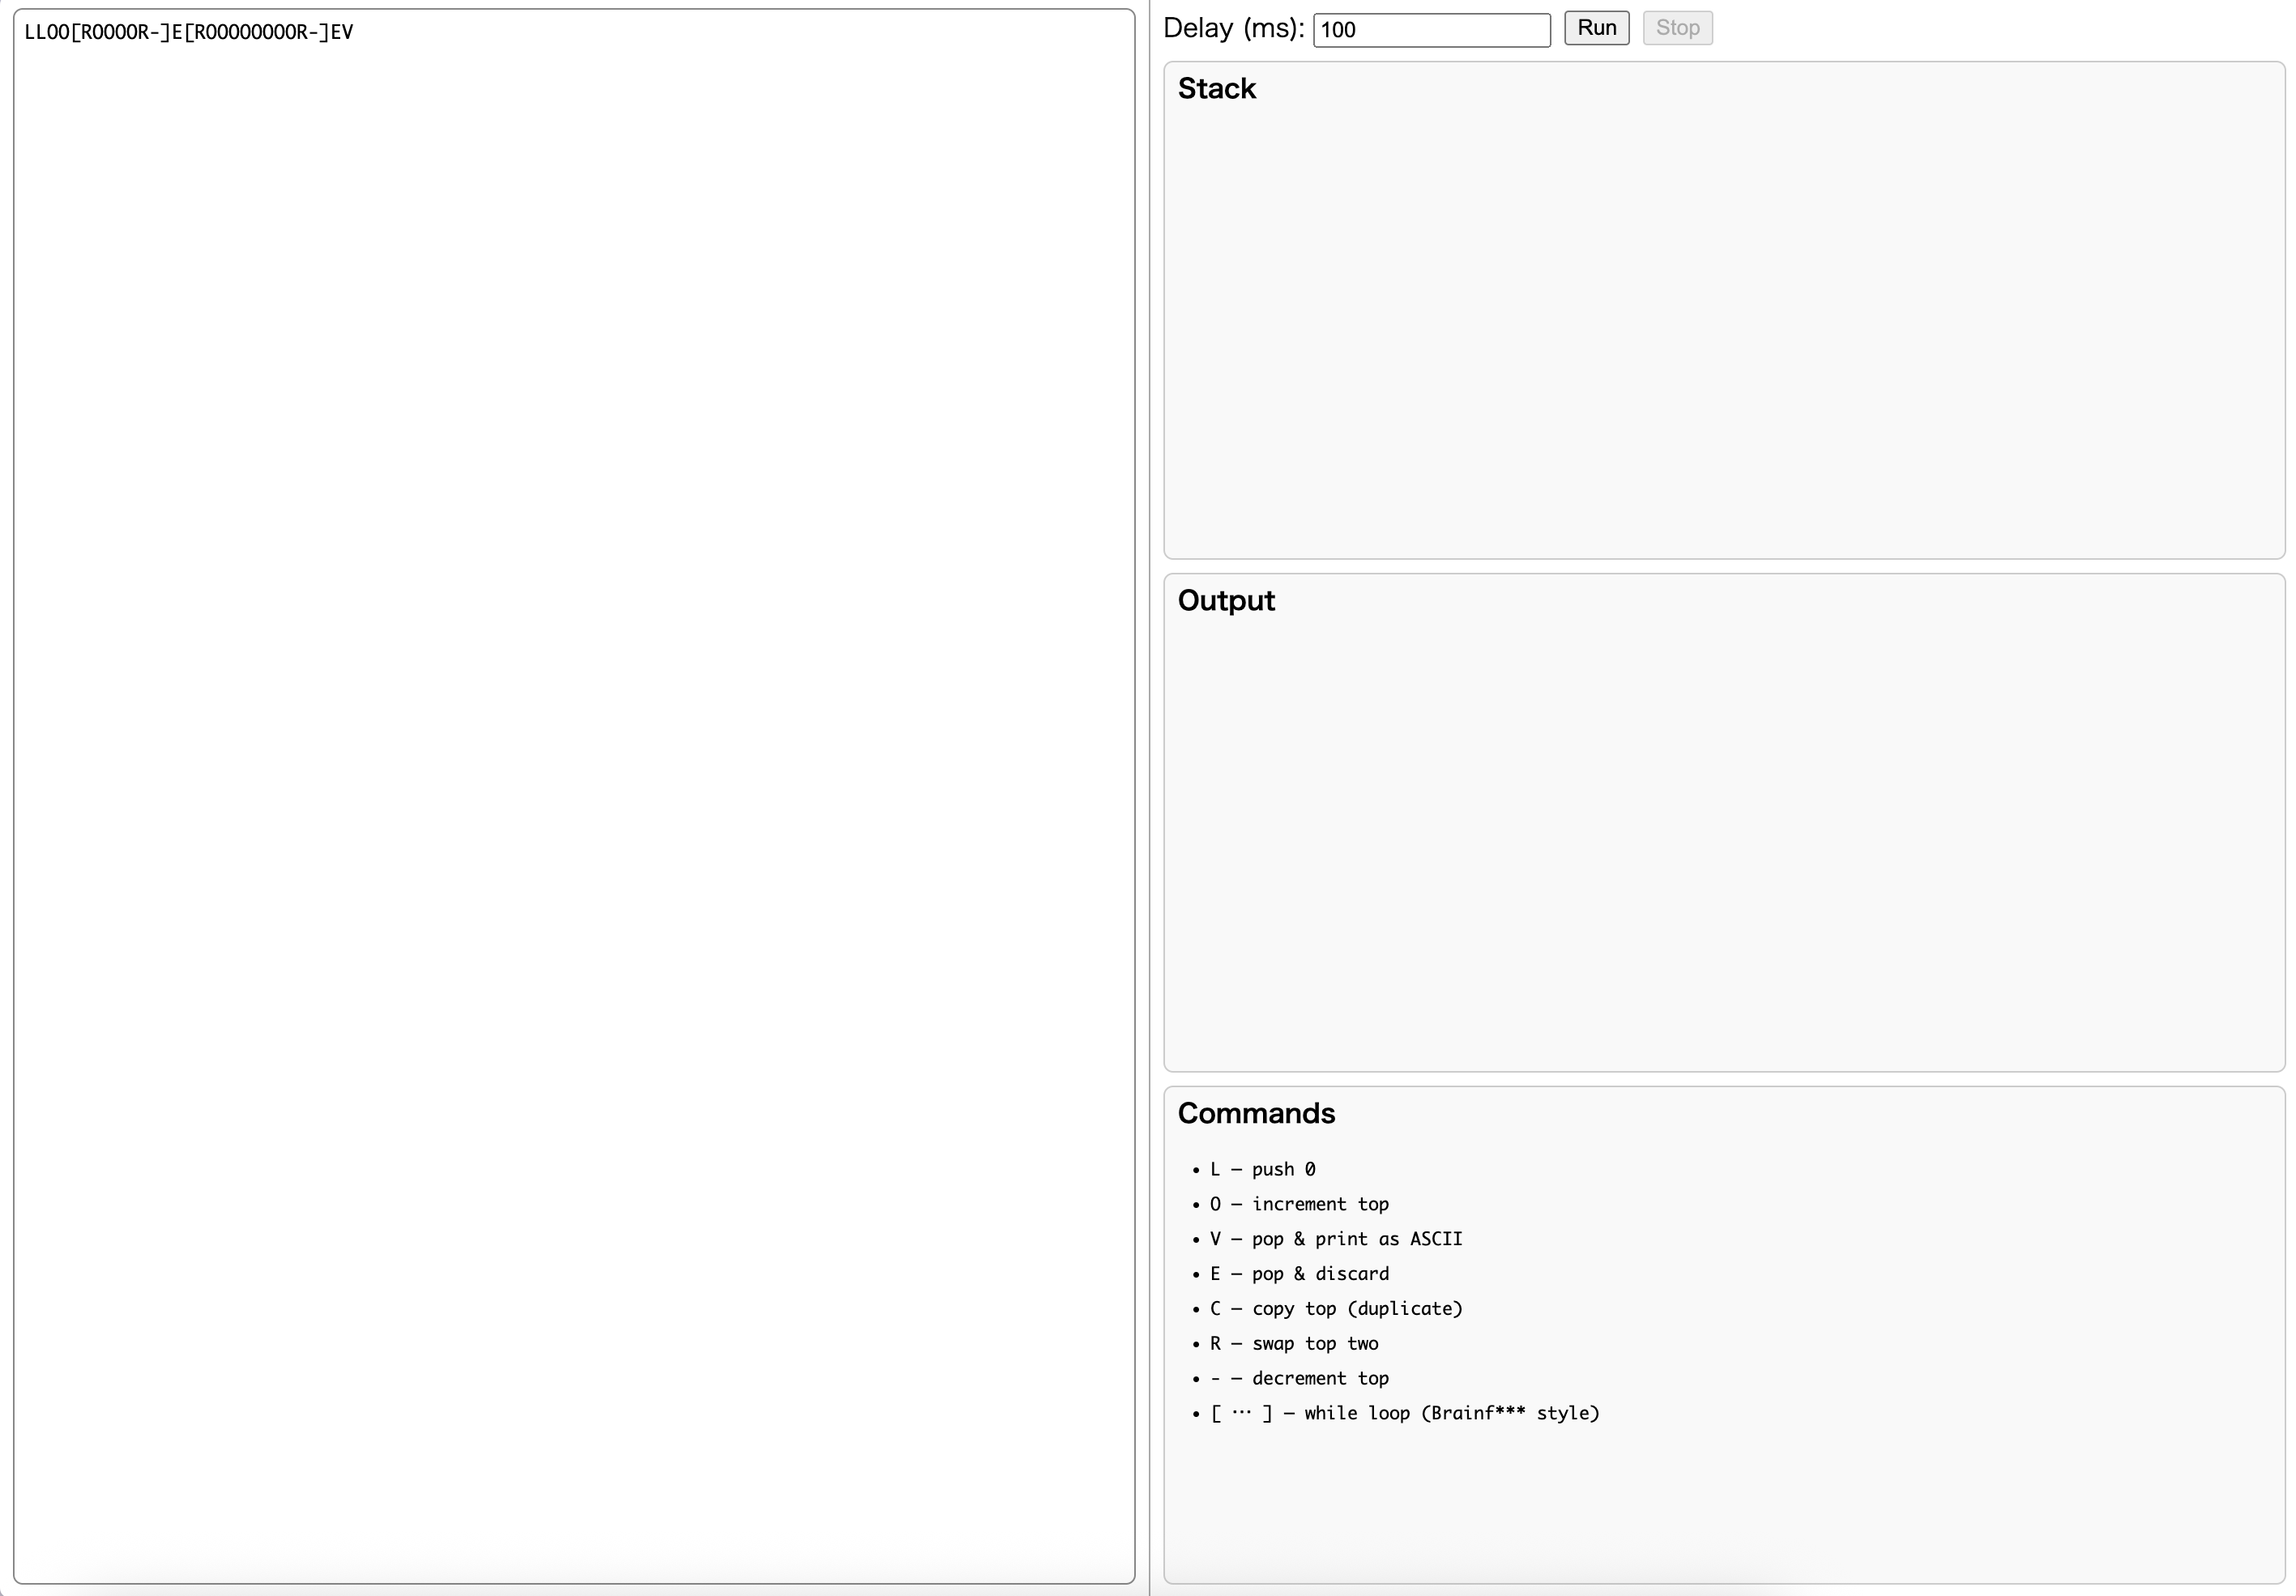 LLOO[ROOOOR-]E[ROOOOOOOOR-]EV
Delay (ms): 100 Run Stop
Stack
Output
Commands
• L — push 0
• O — increment top
• V — pop & print as ASCII
• E — pop & discard
• C — copy top (duplicate)
• R — swap top two
• - — decrement top
• [ … ] — while loop (Brainf*** style)